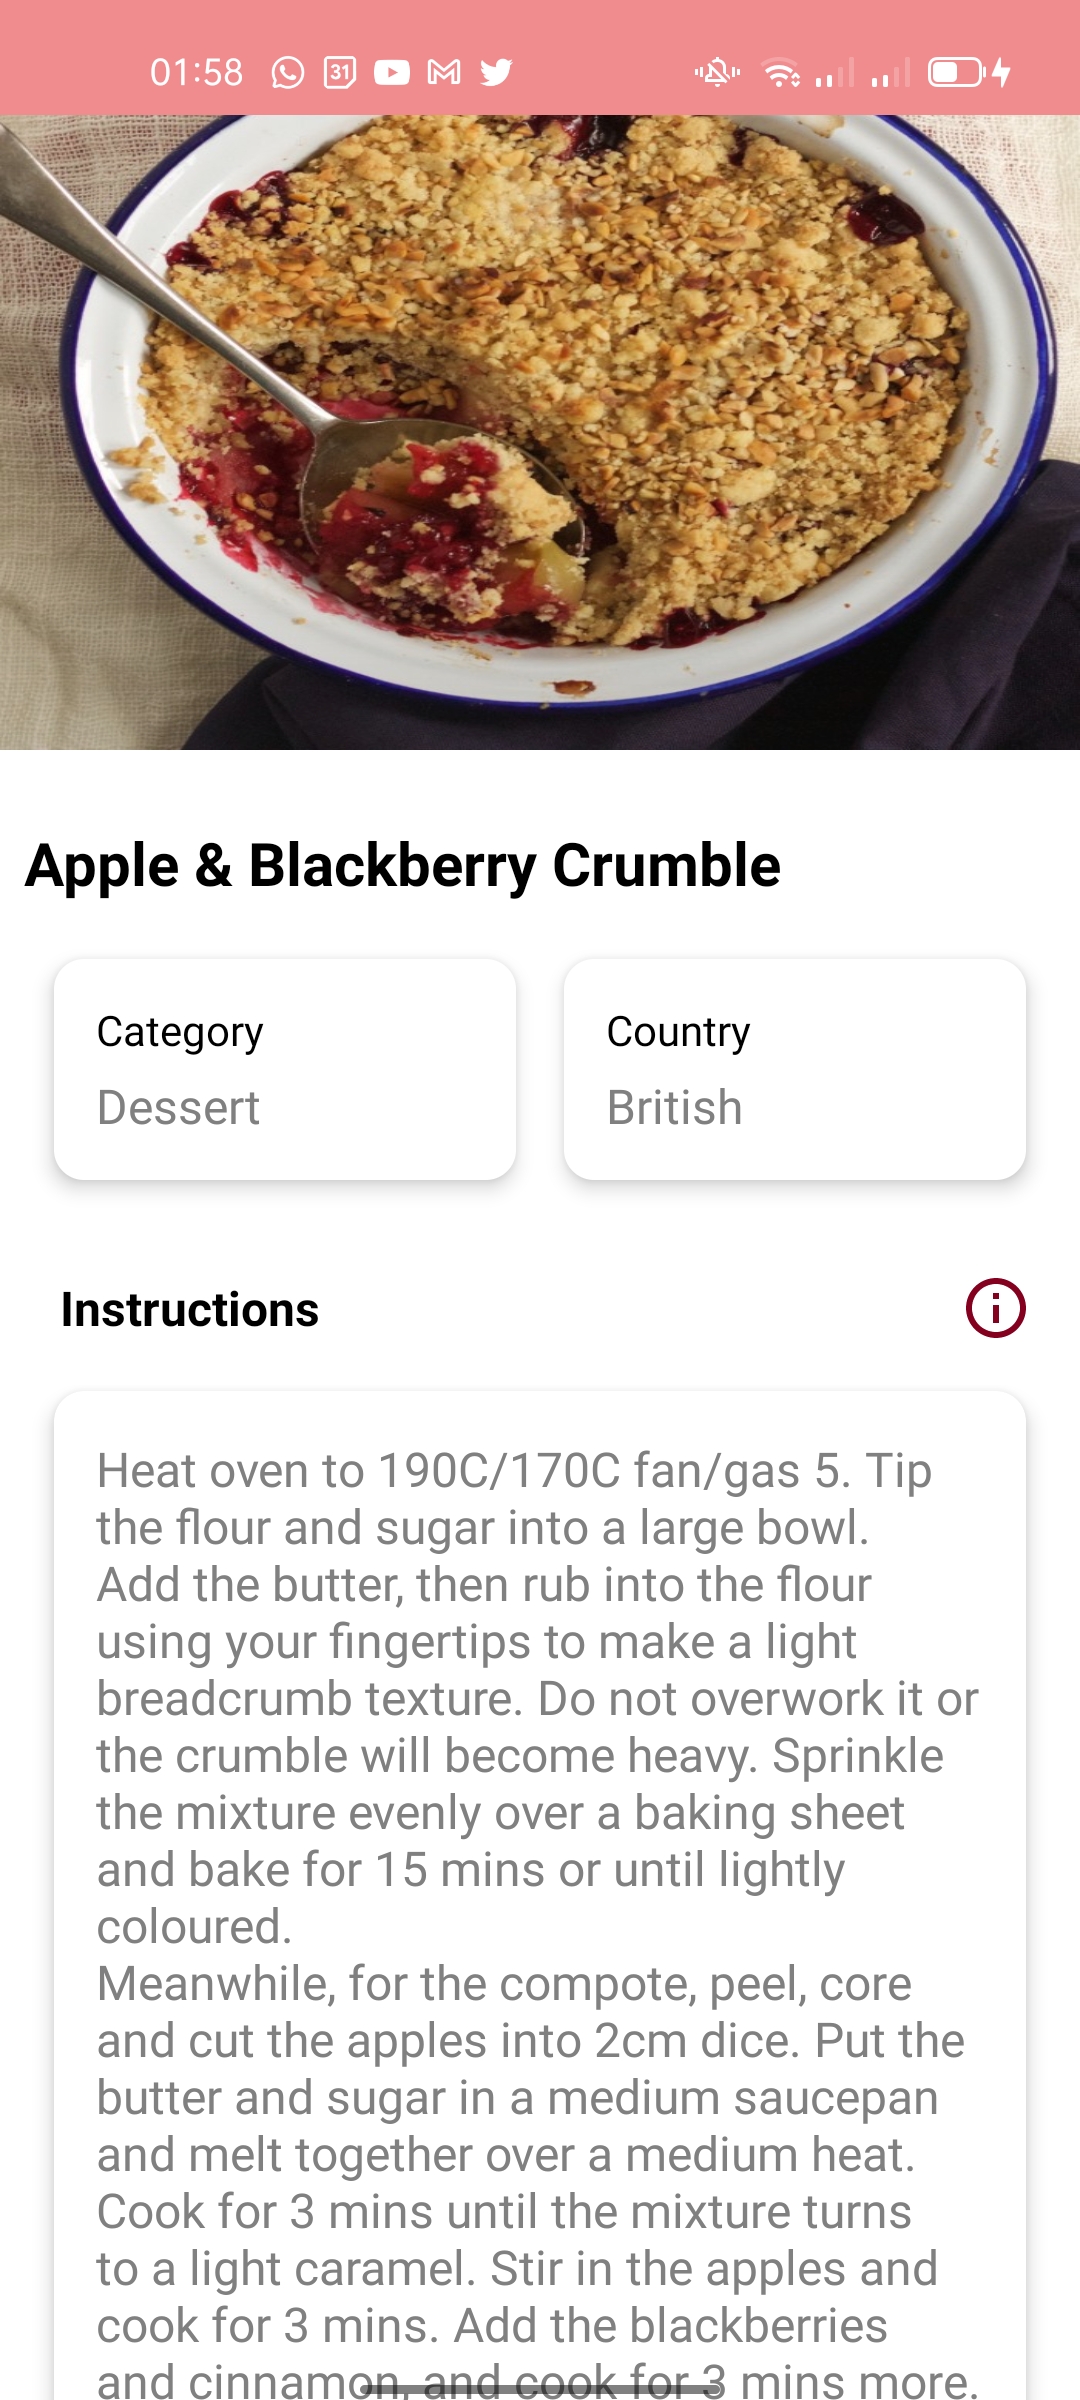 01:58
31
Apple & Blackberry Crumble
Category
Dessert
Country
British
Instructions
Heat oven to 190C/170C fan/gas 5. Tip
the flour and sugar into a large bowl.
Add the butter, then rub into the flour
using your fingertips to make a light
breadcrumb texture. Do not overwork it or
the crumble will become heavy. Sprinkle
the mixture evenly over a baking sheet
and bake for 15 mins or until lightly
coloured.
Meanwhile, for the compote, peel, core
and cut the apples into 2cm dice. Put the
butter and sugar in a medium saucepan
and melt together over a medium heat.
Cook for 3 mins until the mixture turns
to a light caramel. Stir in the apples and
cook for 3 mins. Add the blackberries
and cinnamon, and cook for 3 mins more.